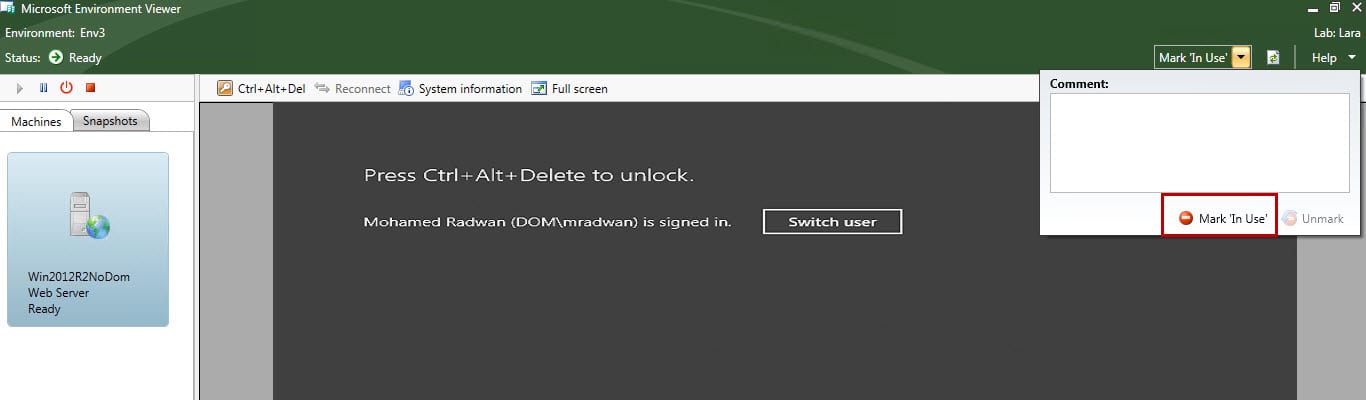 Microsoft Environment Viewer
Environment: Env3
Lab: Lara
Status: Ready
Mark 'In Use'
Help
Ctrl+Alt+Del
Reconnect
System information
Full screen
Comment:
Machines
Snapshots
Press Ctrl+Alt+Delete to unlock.
Mohamed Radwan (DOM\mradwan) is signed in.
Switch user
Mark 'In Use'
Unmark
Win2012R2NoDom
Web Server
Ready